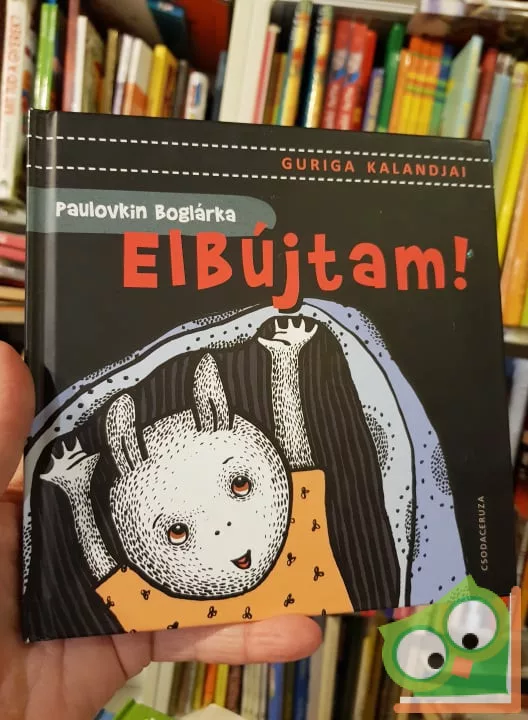 GURIGA KALANDJAI
Paulovkin Boglárka
ElBújtam!
CSODACERUZA